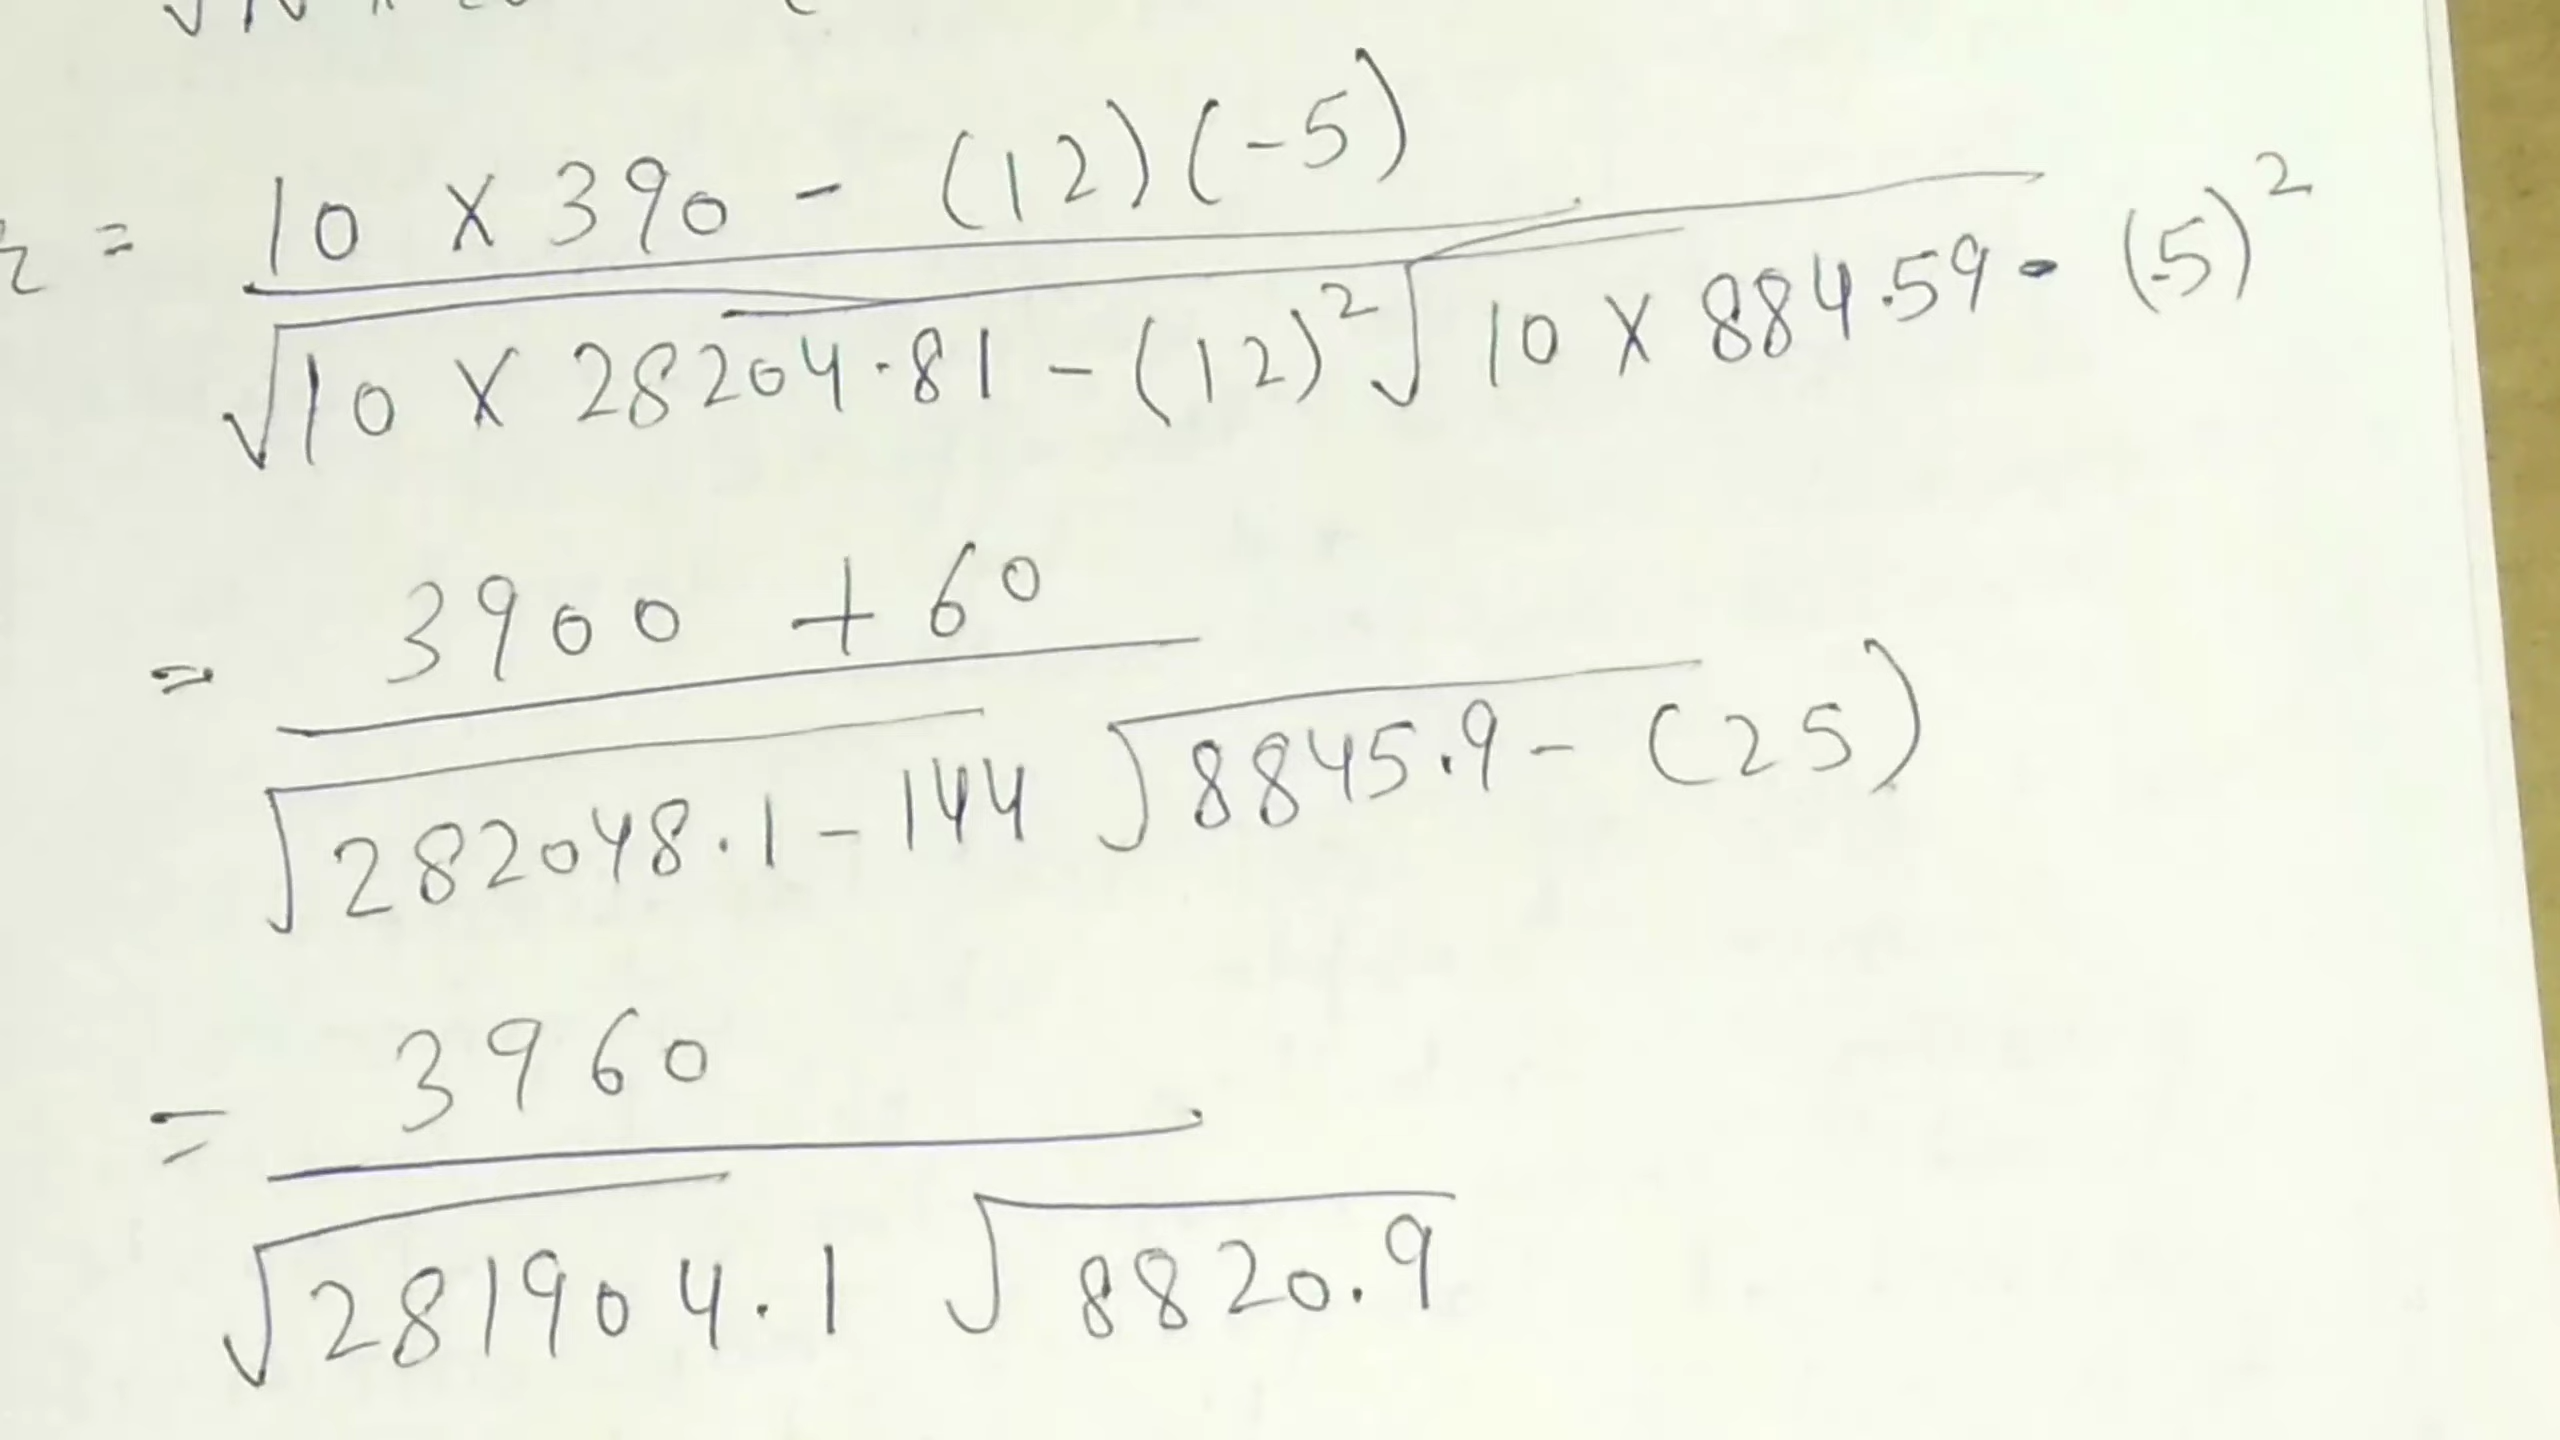 r = 10 × 390 - (12)(-5)
√10 × 28204.81 - (12)² √10 × 884.59 - (-5)²
= 3900 + 60
√282048.1 - 144 √8845.9 - (25)
= 3960
√281904.1 √8820.9